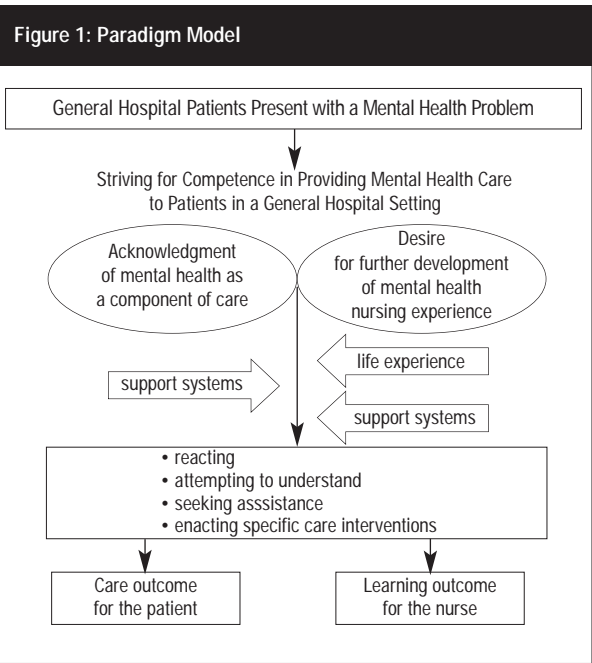 Figure 1: Paradigm Model
General Hospital Patients Present with a Mental Health Problem
Striving for Competence in Providing Mental Health Care
to Patients in a General Hospital Setting
Acknowledgment
of mental health as
a component of care
Desire
for further development
of mental health
nursing experience
life experience
support systems
support systems
• reacting
• attempting to understand
• seeking asssistance
• enacting specific care interventions
Care outcome
for the patient
Learning outcome
for the nurse